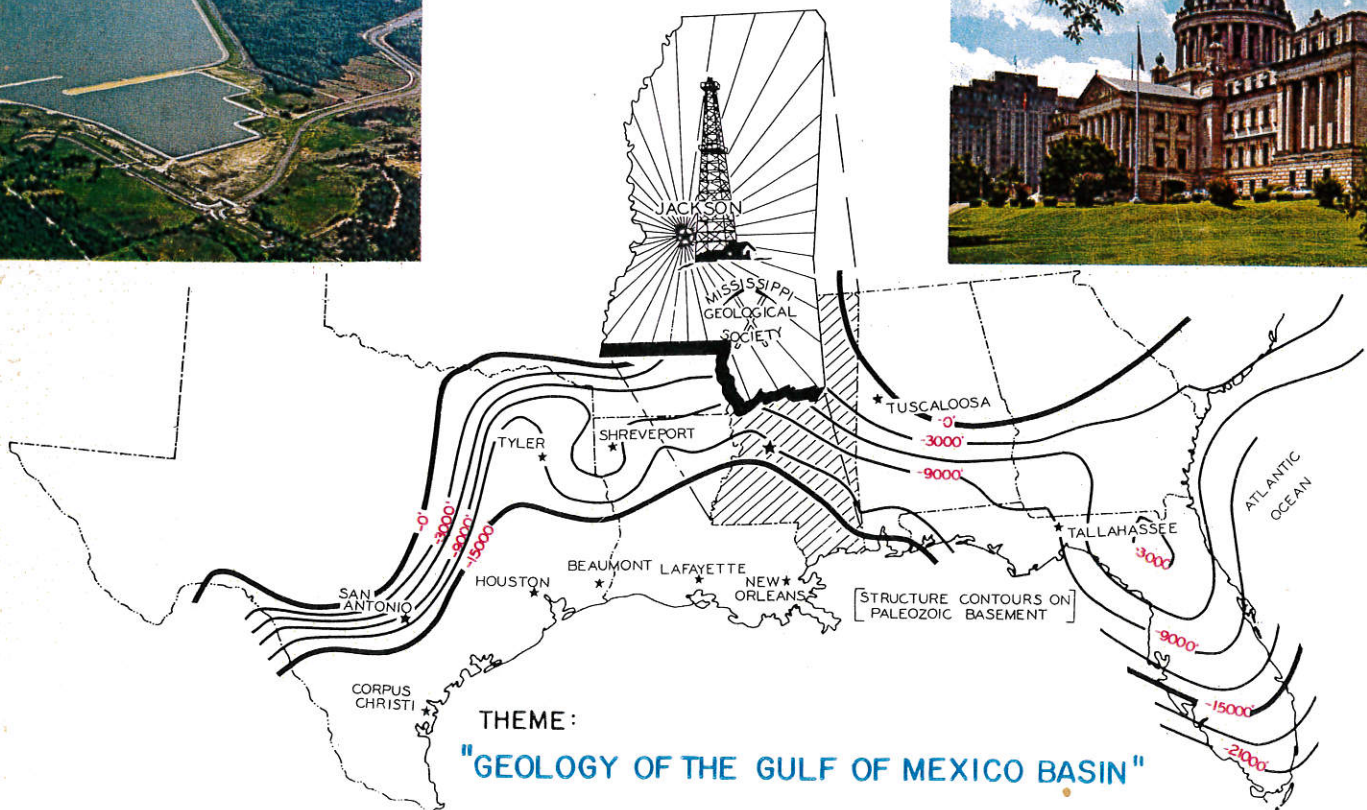 JACKSON
MISSISSIPPI
GEOLOGICAL
SOCIETY
TUSCALOOSA
-0'
-3000'
-9000'
SHREVEPORT
TYLER
-0'
-3000'
-9000'
-15000'
ATLANTIC
OCEAN
TALLAHASSEE
-3000'
SAN
ANTONIO
HOUSTON
BEAUMONT
LAFAYETTE
NEW
ORLEANS
[STRUCTURE CONTOURS ON
PALEOZOIC BASEMENT]
-9000'
-15000'
-21000'
CORPUS
CHRISTI
THEME:
"GEOLOGY OF THE GULF OF MEXICO BASIN"